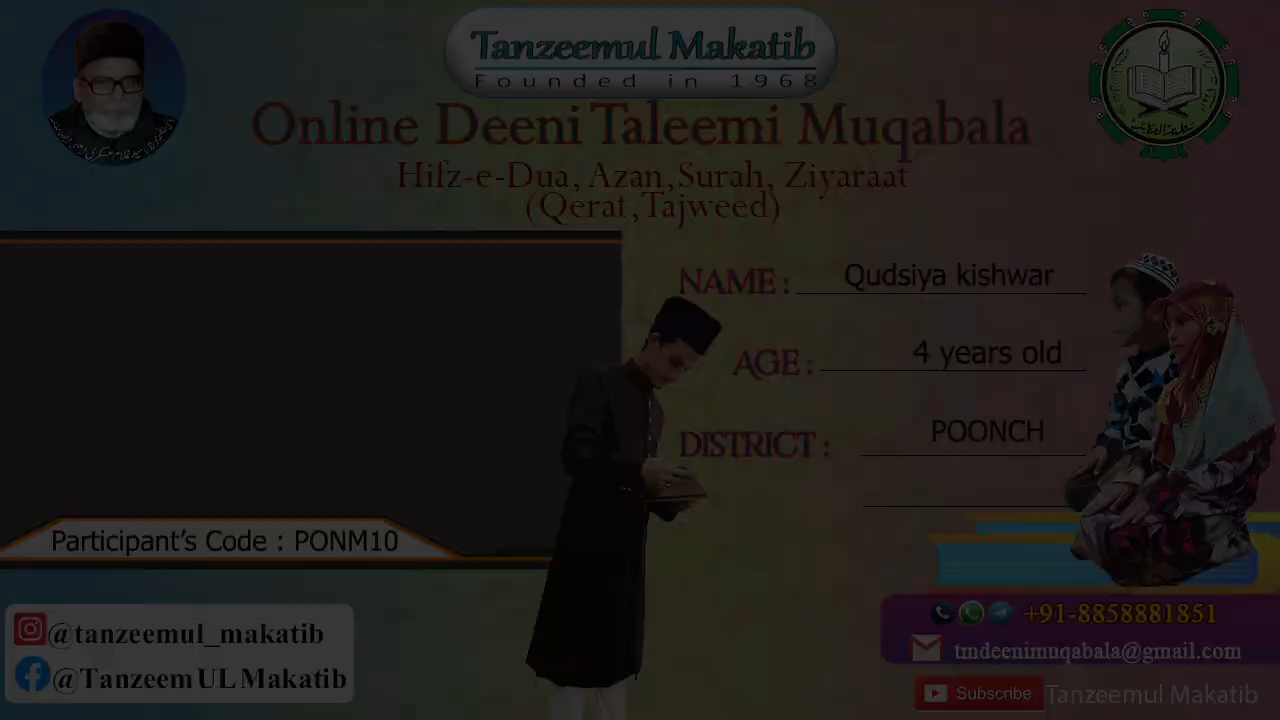 Tanzeemul Makatib
Founded in 1968
Online Deeni Taleemi Muqabala
Hifz-e-Dua, Azan,Surah, Ziyaraat
(Qerat,Tajweed)
NAME : Qudsiya kishwar
AGE : 4 years old
DISTRICT : POONCH
Participant's Code : PONM10
@tanzeemul_makatib
@Tanzeem UL Makatib
+91-8858881851
tmdeenimuqabala@gmail.com
Subscribe Tanzeemul Makatib